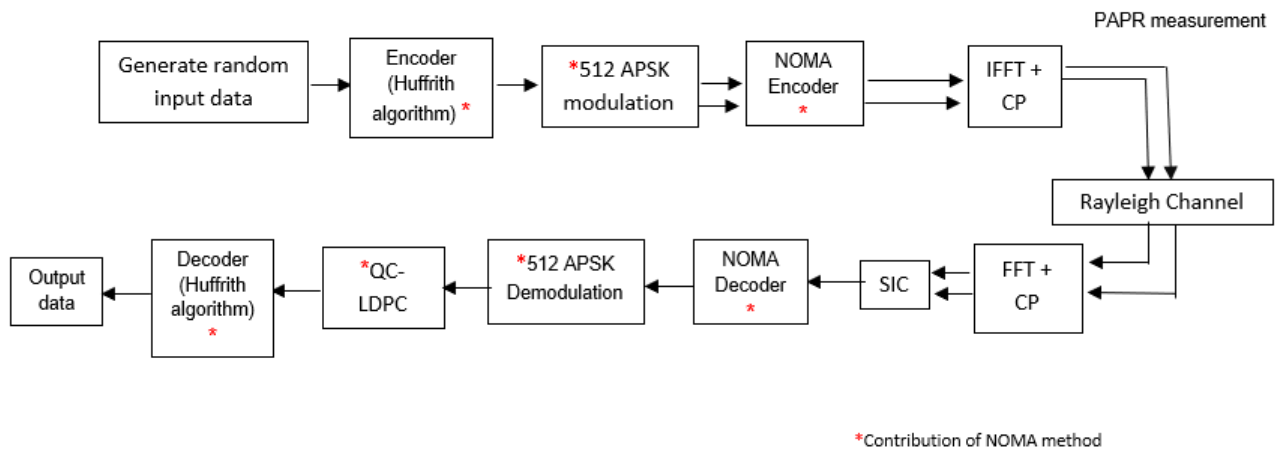 PAPR measurement
Generate random
input data
Encoder
(Huffrith
algorithm) *
*512 APSK
modulation
NOMA
Encoder
*
IFFT +
CP
Rayleigh Channel
Output
data
Decoder
(Huffrith
algorithm)
*
*QC-
LDPC
*512 APSK
Demodulation
NOMA
Decoder
*
SIC
FFT +
CP
*Contribution of NOMA method